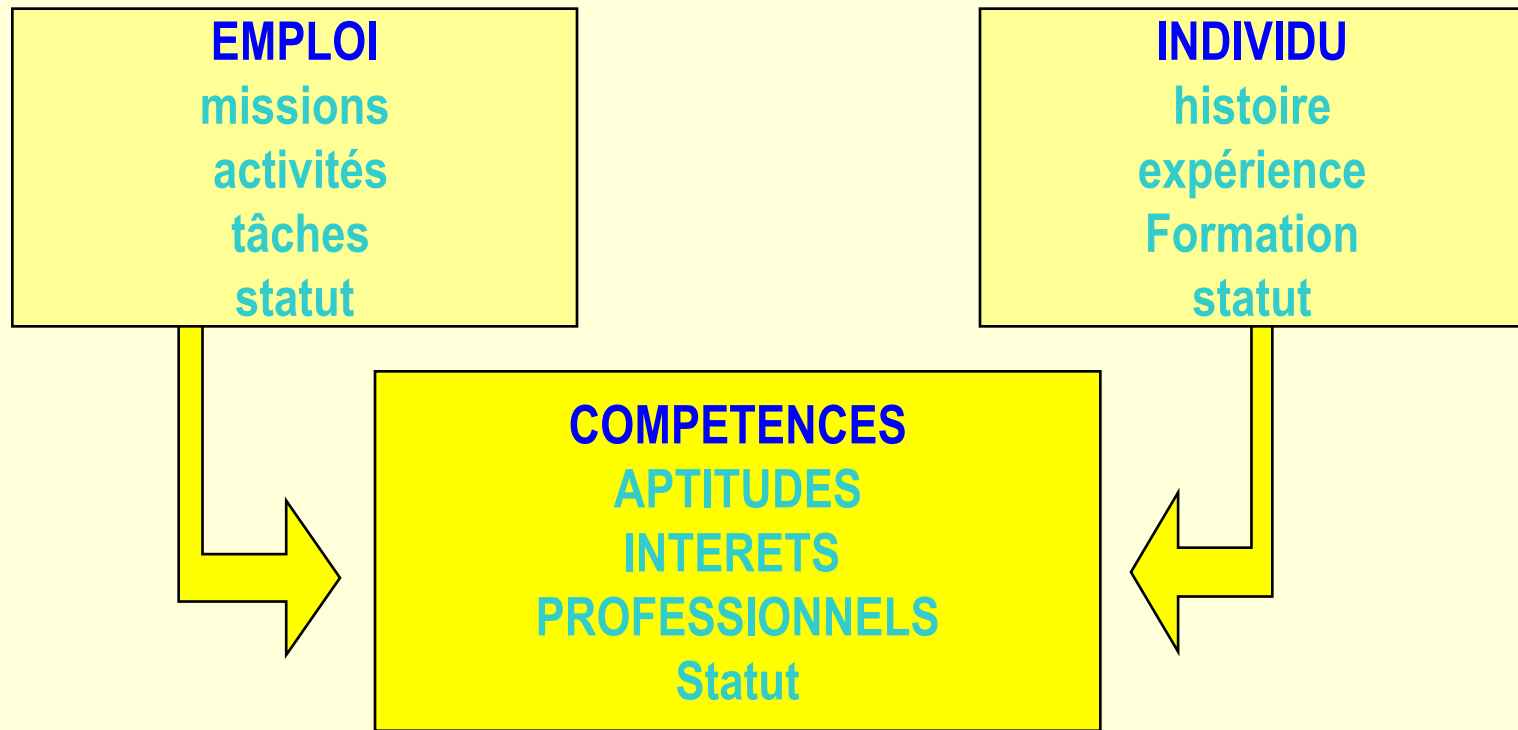 EMPLOI
missions
activités
tâches
statut
INDIVIDU
histoire
expérience
Formation
statut
COMPETENCES
APTITUDES
INTERETS
PROFESSIONNELS
Statut